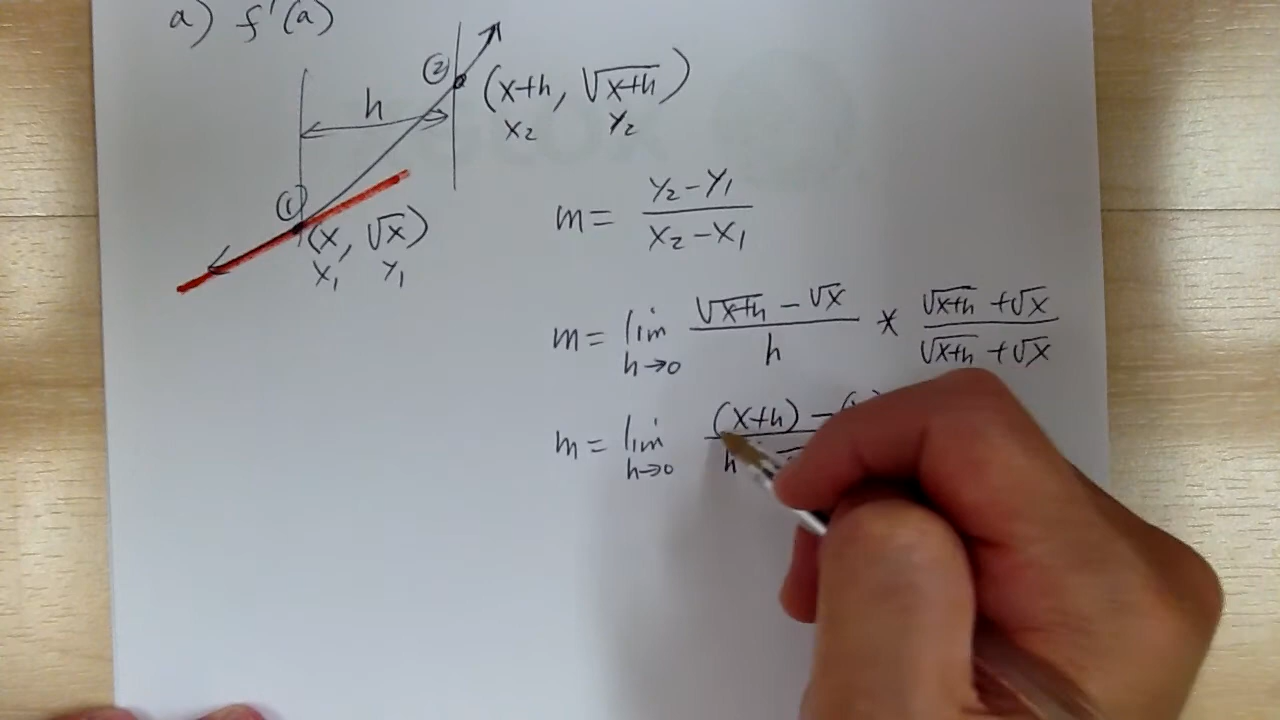 a) f'(a)
② (x+h, √(x+h))
x₂ y₂
h
① (x, √x)
x₁ y₁
m = (y₂-y₁)/(x₂-x₁)
m = lim h→0 (√(x+h) - √x)/h * (√(x+h) + √x)/(√(x+h) + √x)
m = lim h→0 (x+h) - (
h